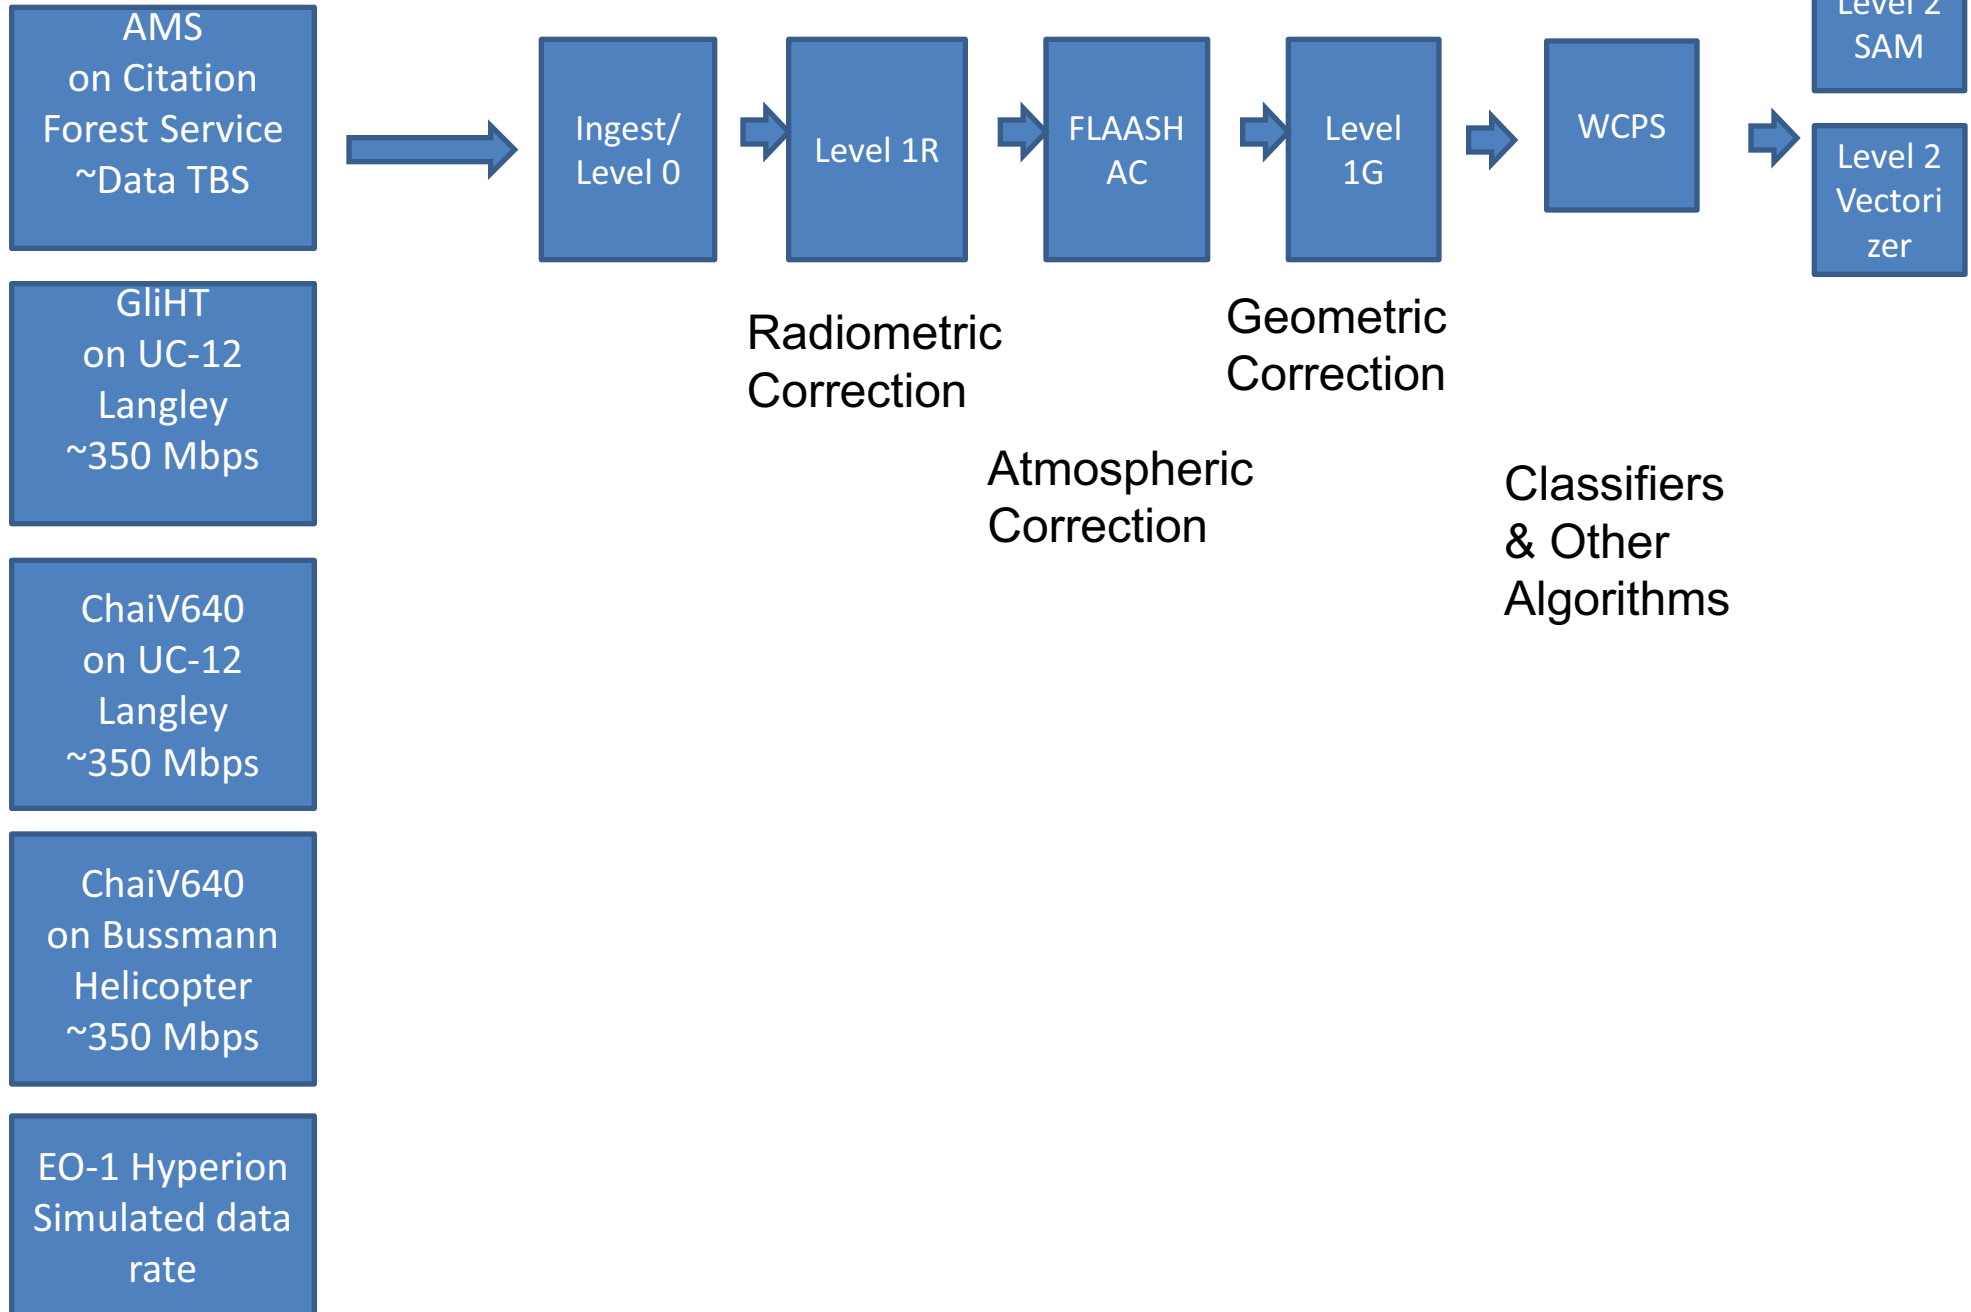 AMS
on Citation
Forest Service
~Data TBS
GliHT
on UC-12
Langley
~350 Mbps
ChaiV640
on UC-12
Langley
~350 Mbps
ChaiV640
on Bussmann
Helicopter
~350 Mbps
EO-1 Hyperion
Simulated data
rate
Ingest/
Level 0
Level 1R
FLAASH
AC
Level
1G
WCPS
Level 2
SAM
Level 2
Vectori
zer
Radiometric
Correction
Atmospheric
Correction
Geometric
Correction
Classifiers
& Other
Algorithms